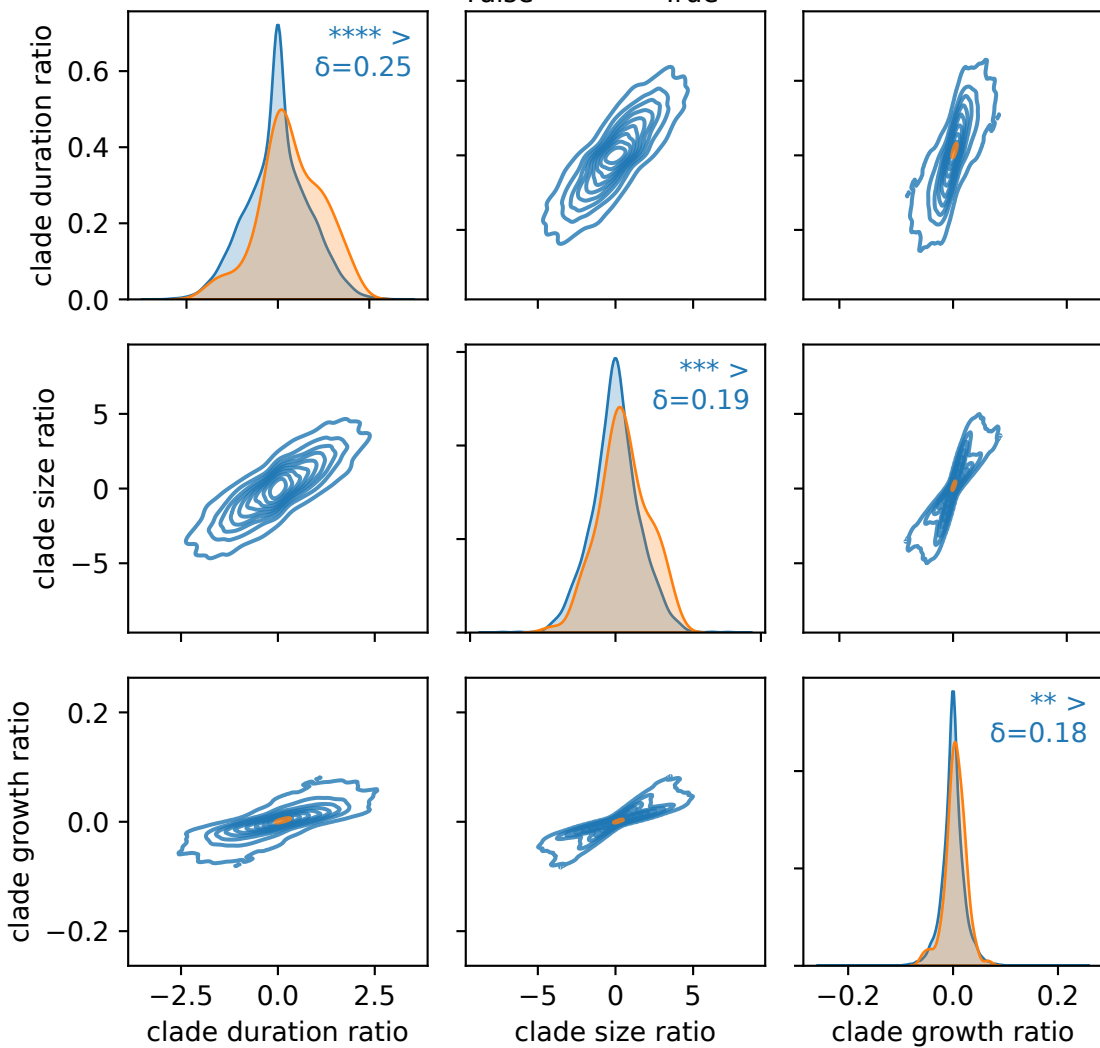 clade duration ratio
0.6
0.4
0.2
0.0
**** >
δ=0.25
clade size ratio
5
0
−5
*** >
δ=0.19
clade growth ratio
0.2
0.0
−0.2
** >
δ=0.18
−2.5 0.0 2.5
−5 0 5
−0.2 0.0 0.2
clade duration ratio
clade size ratio
clade growth ratio